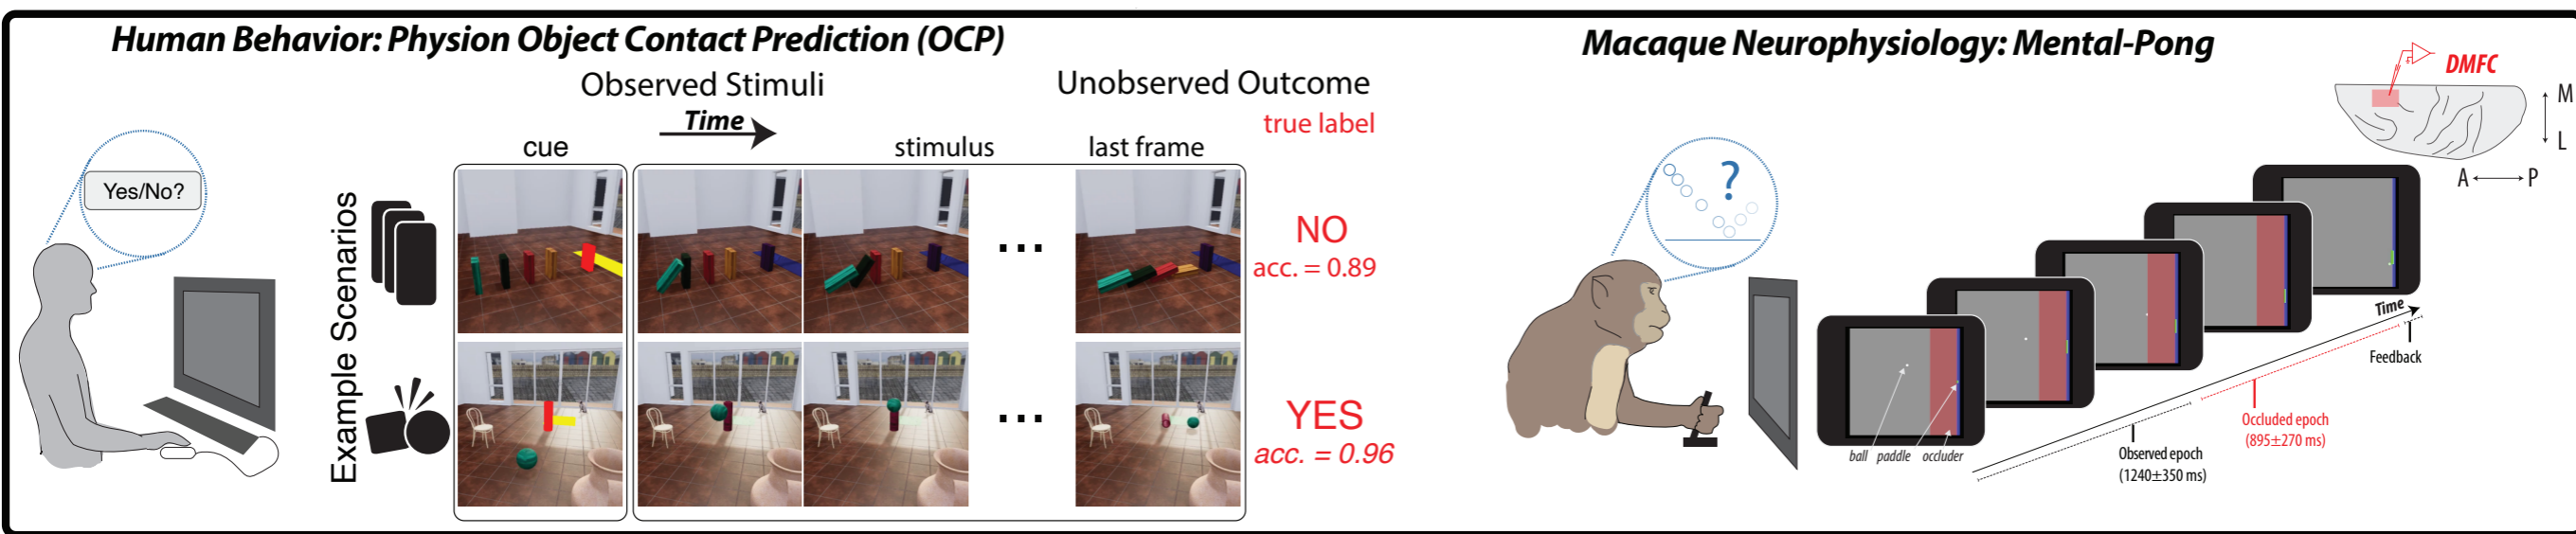 Human Behavior: Physion Object Contact Prediction (OCP)
Observed Stimuli
Unobserved Outcome
Time
true label
cue
stimulus
last frame
Yes/No?
Example Scenarios
...
NO
acc. = 0.89
...
YES
acc. = 0.96
Macaque Neurophysiology: Mental-Pong
DMFC
M
L
A
P
?
Time
Feedback
Occluded epoch
(895±270 ms)
Observed epoch
(1240±350 ms)
ball paddle occluder